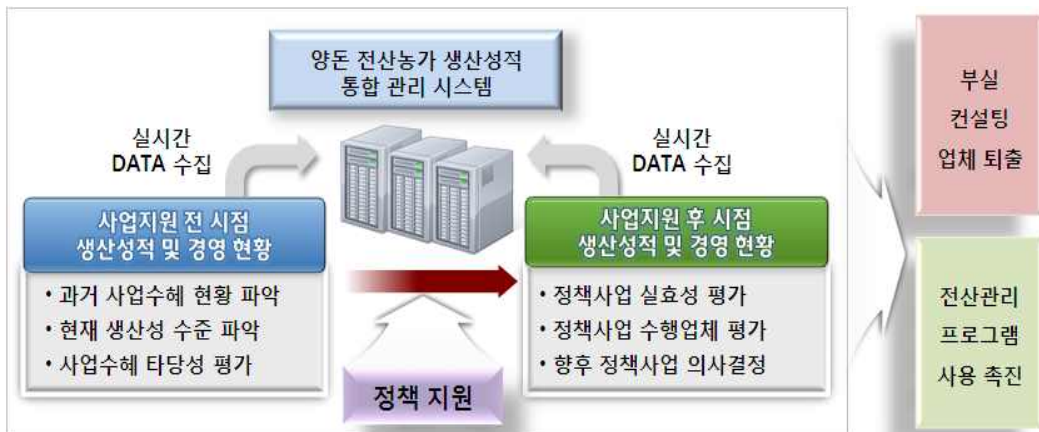 양돈 전산농가 생산성적
통합 관리 시스템
실시간
DATA 수집
실시간
DATA 수집
사업지원 전 시점
생산성적 및 경영 현황
• 과거 사업수혜 현황 파악
• 현재 생산성 수준 파악
• 사업수혜 타당성 평가
정책 지원
사업지원 후 시점
생산성적 및 경영 현황
• 정책사업 실효성 평가
• 정책사업 수행업체 평가
• 향후 정책사업 의사결정
부실
컨설팅
업체 퇴출
전산관리
프로그램
사용 촉진